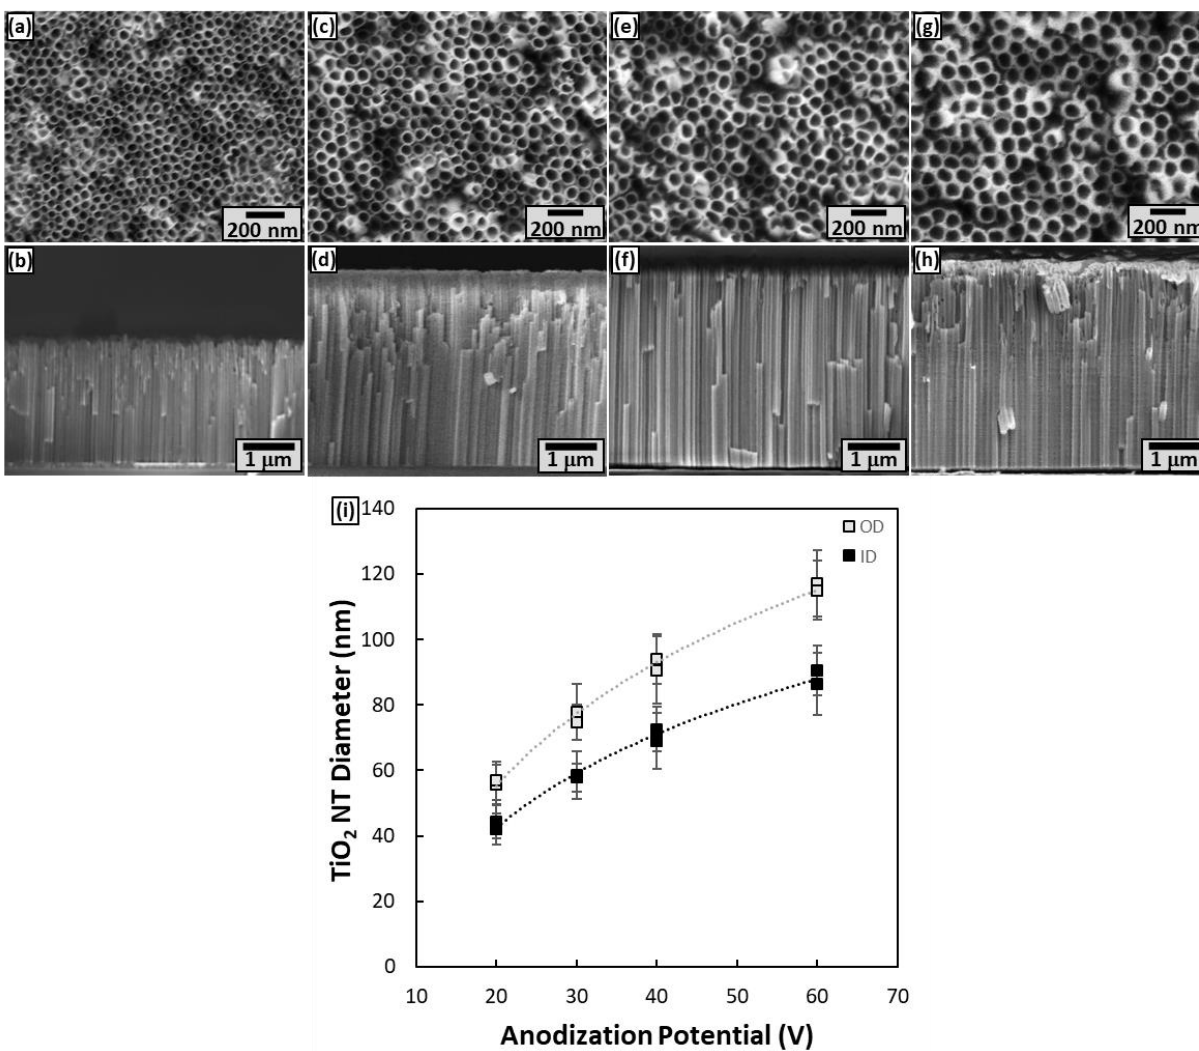 (a)
(c)
(e)
(g)
200 nm
200 nm
200 nm
200 nm
(b)
(d)
(f)
(h)
1 μm
1 μm
1 μm
1 μm
(i)
140
120
100
80
60
40
20
0
TiO₂ NT Diameter (nm)
OD
ID
10 20 30 40 50 60 70
Anodization Potential (V)